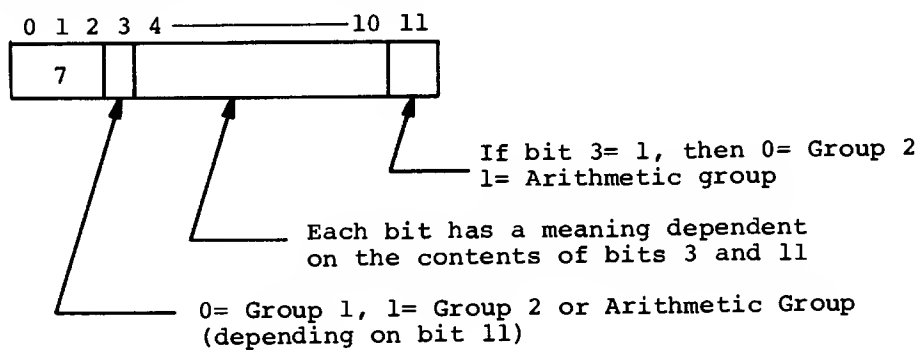 0 1 2 3 4 10 11
7
If bit 3= 1, then 0= Group 2
1= Arithmetic group
Each bit has a meaning dependent
on the contents of bits 3 and 11
0= Group 1, 1= Group 2 or Arithmetic Group
(depending on bit 11)